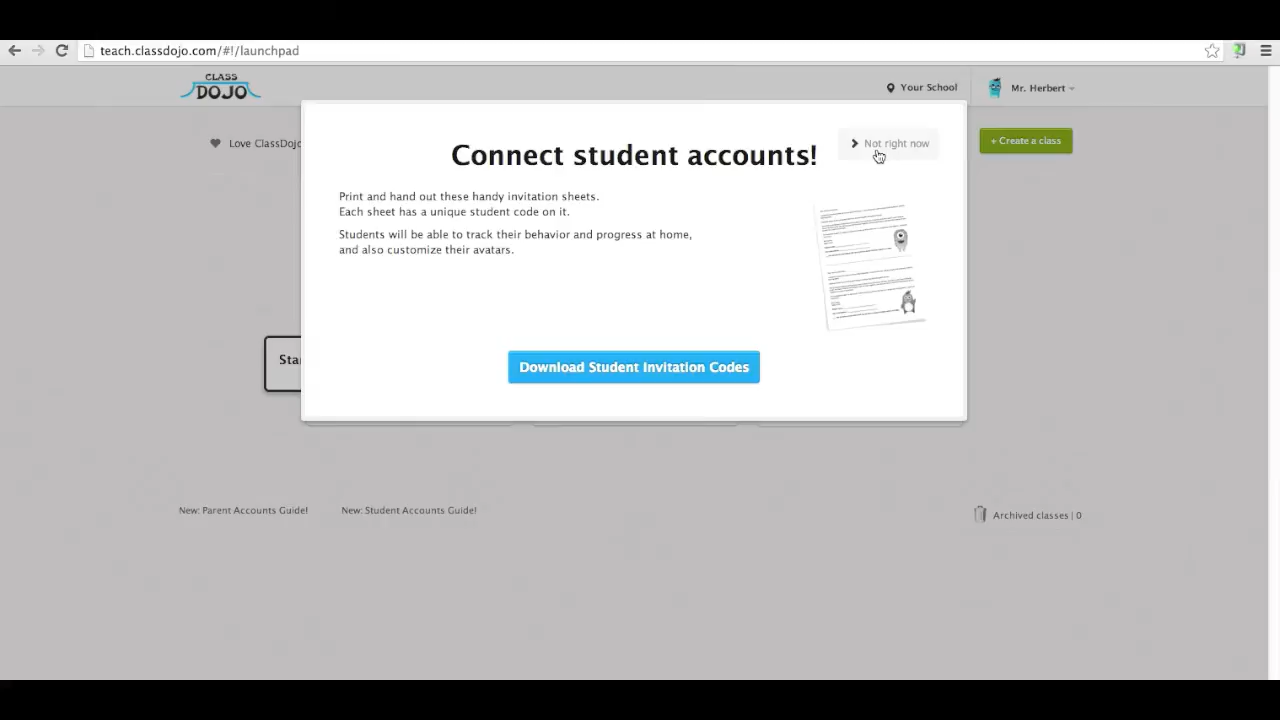 teach.classdojo.com/#!/launchpad
CLASS
DOJO
Your School
Mr. Herbert
Love ClassDojo
+ Create a class
Not right now
Connect student accounts!
Print and hand out these handy invitation sheets.
Each sheet has a unique student code on it.
Students will be able to track their behavior and progress at home,
and also customize their avatars.
Download Student Invitation Codes
New: Parent Accounts Guide!
New: Student Accounts Guide!
Archived classes | 0